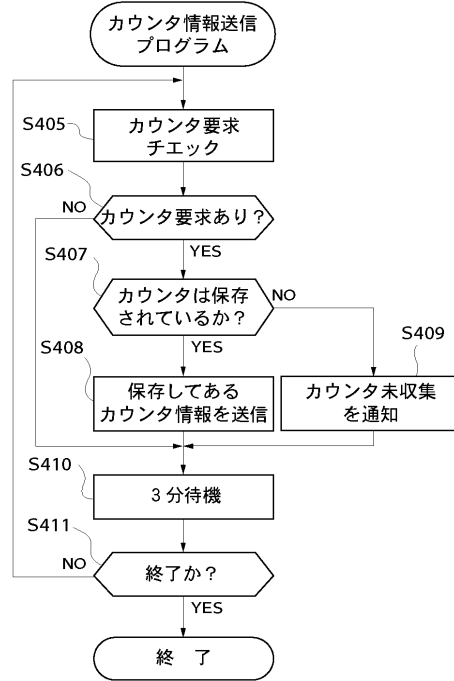 カウンタ情報送信
プログラム
S405
カウンタ要求
チエック
S406
NO
カウンタ要求あり？
YES
S407
カウンタは保存
されているか？
NO
YES
S408
保存してある
カウンタ情報を送信
S409
カウンタ未収集
を通知
S410
３分待機
S411
NO
終了か？
YES
終　了